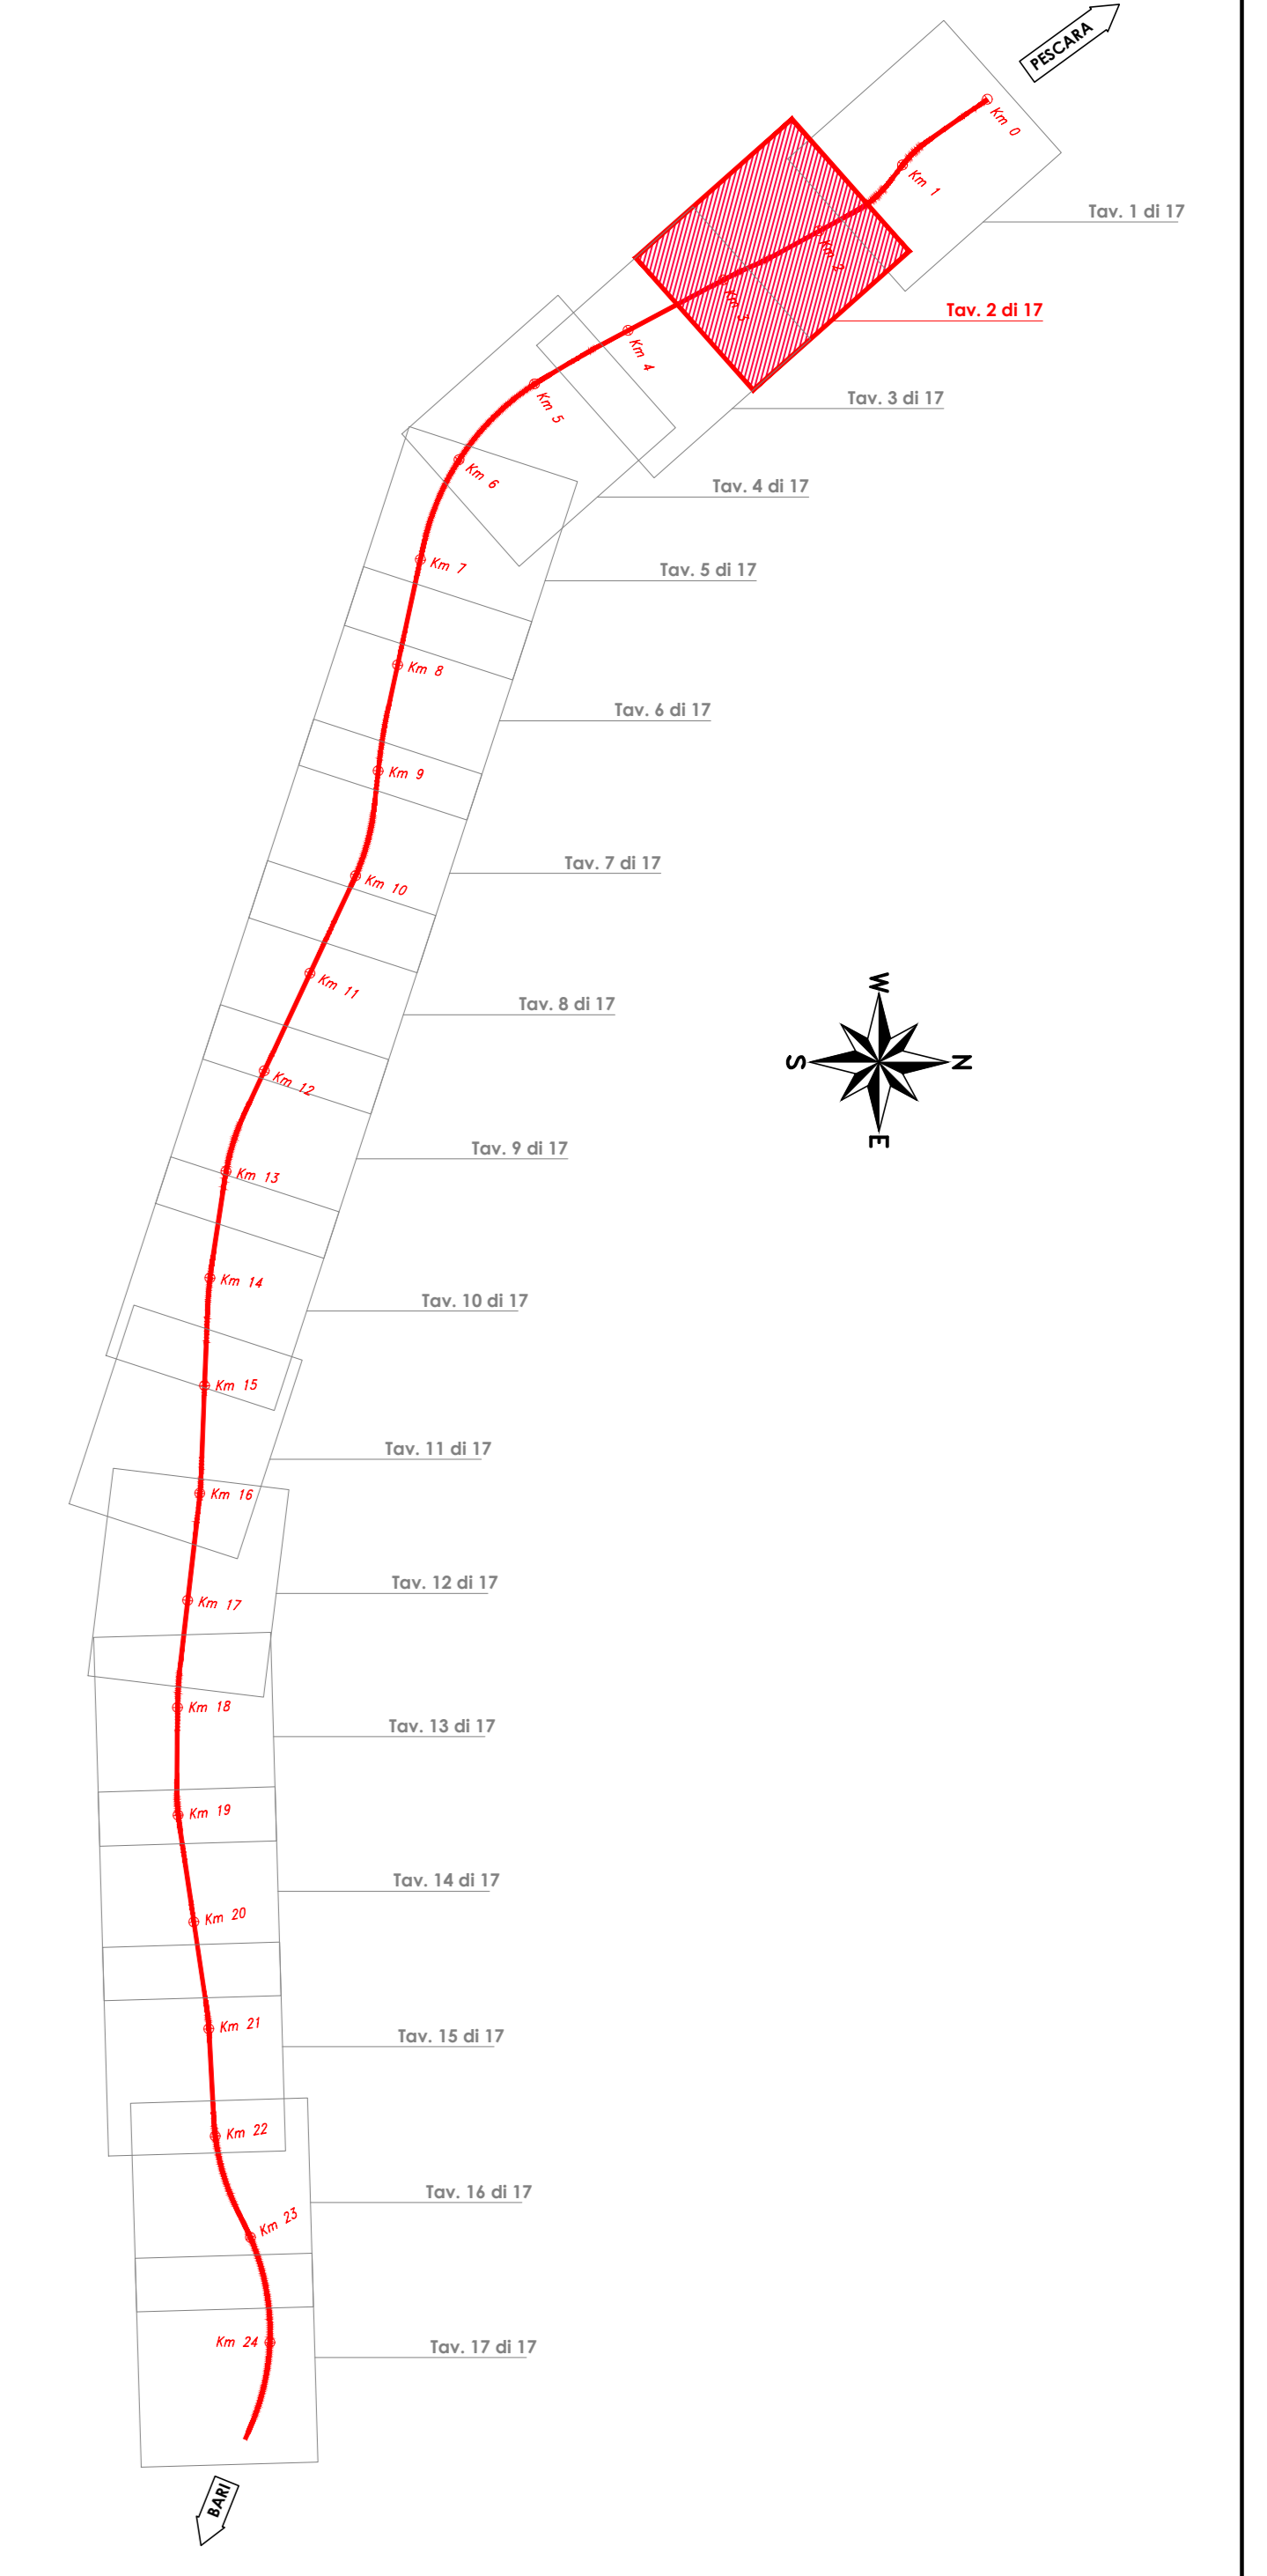 PESCARA
Km 0
Km 1
Tav. 1 di 17
Km 2
Km 3
Tav. 2 di 17
Km 4
Tav. 3 di 17
Km 5
Km 6
Tav. 4 di 17
Km 7
Tav. 5 di 17
Km 8
Tav. 6 di 17
Km 9
Tav. 7 di 17
Km 10
Km 11
W
Tav. 8 di 17
S
N
Km 12
E
Tav. 9 di 17
Km 13
Km 14
Tav. 10 di 17
Km 15
Tav. 11 di 17
Km 16
Tav. 12 di 17
Km 17
Km 18
Tav. 13 di 17
Km 19
Tav. 14 di 17
Km 20
Km 21
Tav. 15 di 17
Km 22
Tav. 16 di 17
Km 23
Km 24
Tav. 17 di 17
BARI